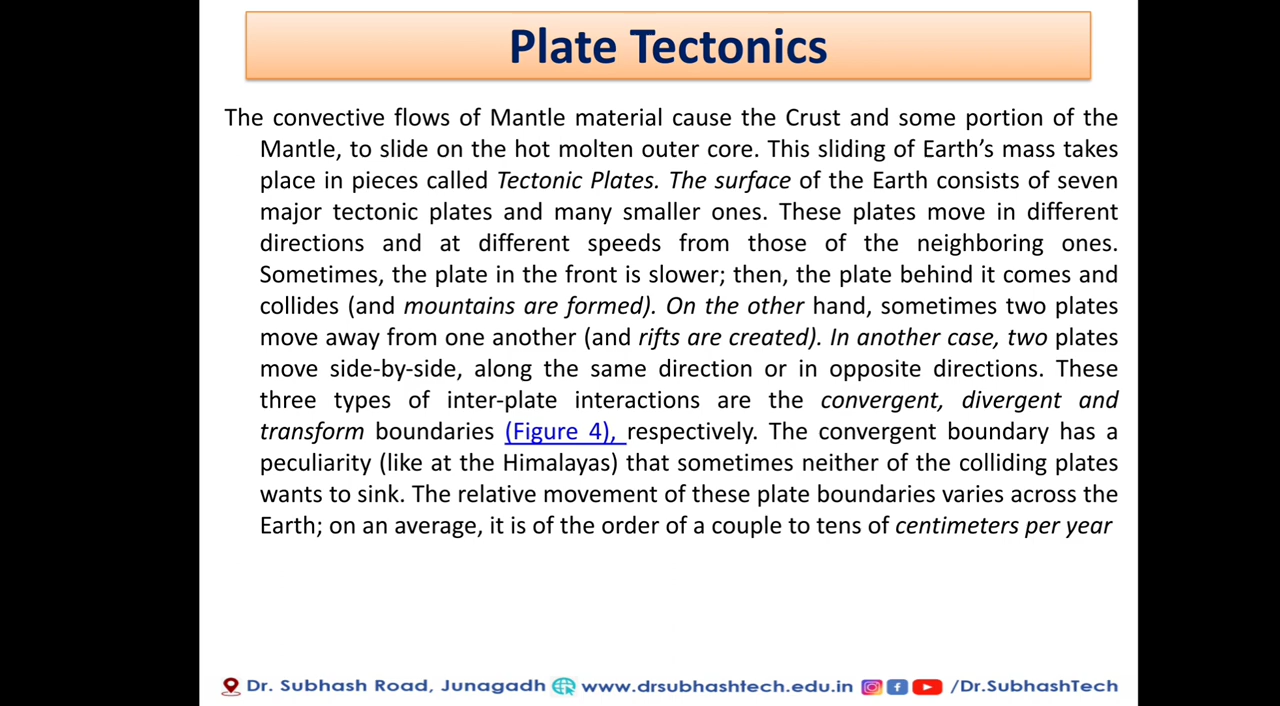 Plate Tectonics
The convective flows of Mantle material cause the Crust and some portion of the
Mantle, to slide on the hot molten outer core. This sliding of Earth’s mass takes
place in pieces called Tectonic Plates. The surface of the Earth consists of seven
major tectonic plates and many smaller ones. These plates move in different
directions and at different speeds from those of the neighboring ones.
Sometimes, the plate in the front is slower; then, the plate behind it comes and
collides (and mountains are formed). On the other hand, sometimes two plates
move away from one another (and rifts are created). In another case, two plates
move side-by-side, along the same direction or in opposite directions. These
three types of inter-plate interactions are the convergent, divergent and
transform boundaries (Figure 4), respectively. The convergent boundary has a
peculiarity (like at the Himalayas) that sometimes neither of the colliding plates
wants to sink. The relative movement of these plate boundaries varies across the
Earth; on an average, it is of the order of a couple to tens of centimeters per year
Dr. Subhash Road, Junagadh www.drsubhashtech.edu.in /Dr.SubhashTech